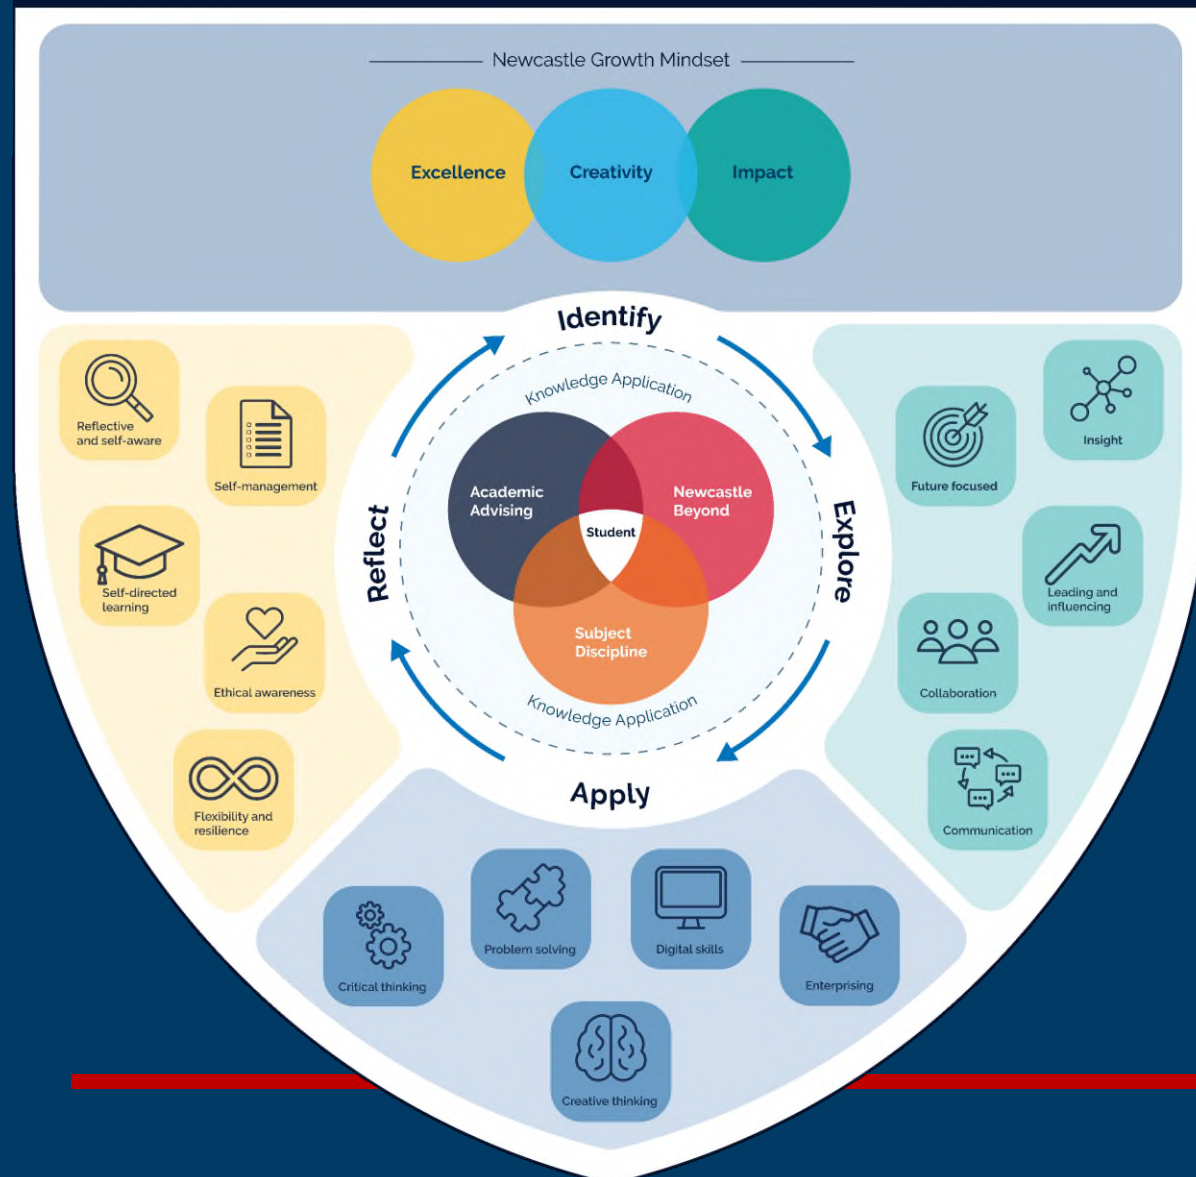 Newcastle Growth Mindset
Excellence
Creativity
Impact
Identify
Explore
Apply
Reflect
Knowledge Application
Academic
Advising
Newcastle
Beyond
Student
Subject
Discipline
Knowledge Application
Reflective
and self-aware
Self-management
Self-directed
learning
Ethical awareness
Flexibility and
resilience
Critical thinking
Problem solving
Digital skills
Enterprising
Creative thinking
Insight
Future focused
Leading and
influencing
Collaboration
Communication